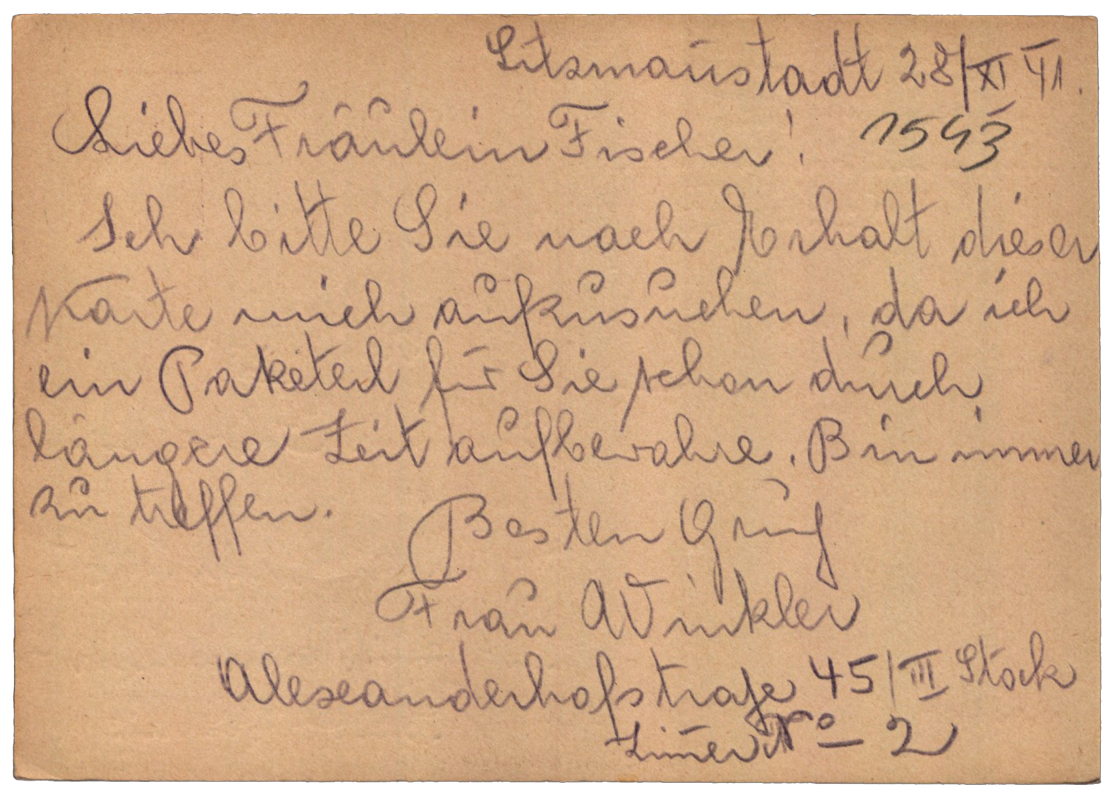 Litzmannstadt 28/XI 41.
Liebes Fräulein Fischer! 1543
Ich bitte Sie nach Erhalt dieser
Karte mich aufzusuchen, da ich
ein Paketerl für Sie schon durch
längere Zeit aufbewahre. Bin immer
zu treffen.
Besten Gruß
Frau Winkler
Alexanderhofstraße 45/III Stock
Zimer No 2